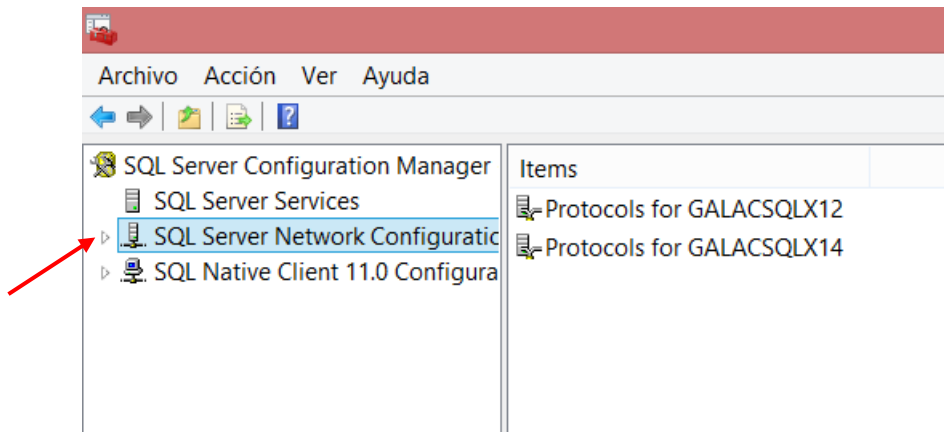 Archivo Acción Ver Ayuda
SQL Server Configuration Manager
SQL Server Services
SQL Server Network Configuratic
SQL Native Client 11.0 Configura
Items
Protocols for GALACSQLX12
Protocols for GALACSQLX14